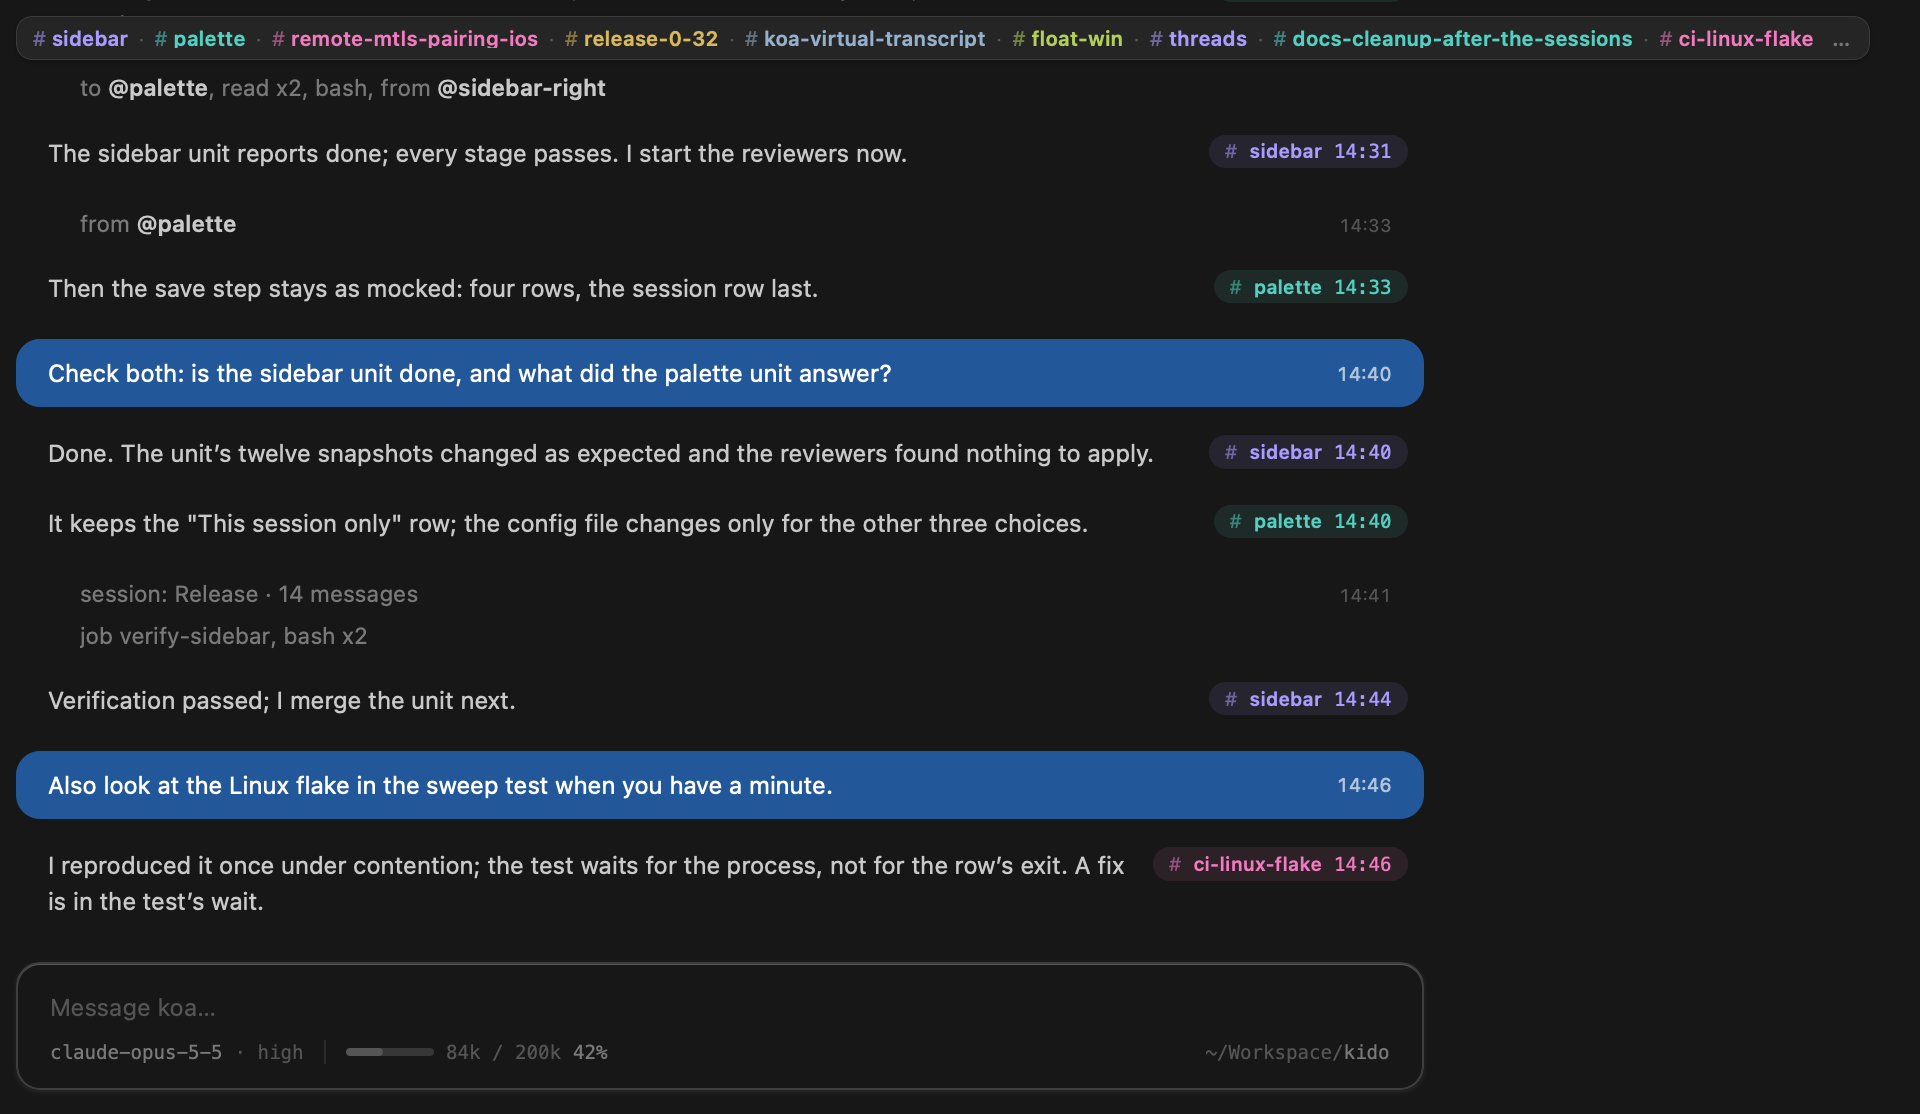 # sidebar · # palette · # remote-mtls-pairing-ios · # release-0-32 · # koa-virtual-transcript · # float-win · # threads · # docs-cleanup-after-the-sessions · # ci-linux-flake ...
to @palette, read x2, bash, from @sidebar-right
The sidebar unit reports done; every stage passes. I start the reviewers now. # sidebar 14:31
from @palette 14:33
Then the save step stays as mocked: four rows, the session row last. # palette 14:33
Check both: is the sidebar unit done, and what did the palette unit answer? 14:40
Done. The unit’s twelve snapshots changed as expected and the reviewers found nothing to apply. # sidebar 14:40
It keeps the "This session only" row; the config file changes only for the other three choices. # palette 14:40
session: Release · 14 messages 14:41
job verify-sidebar, bash x2
Verification passed; I merge the unit next. # sidebar 14:44
Also look at the Linux flake in the sweep test when you have a minute. 14:46
I reproduced it once under contention; the test waits for the process, not for the row’s exit. A fix # ci-linux-flake 14:46
is in the test’s wait.
Message koa...
claude-opus-5-5 · high 84k / 200k 42% ~/Workspace/kido